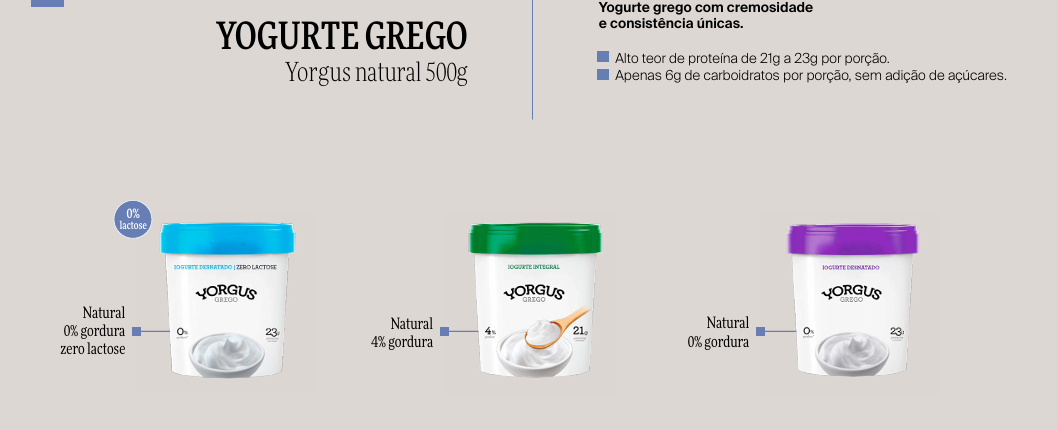 YOGURTE GREGO
Yorgus natural 500g
Yogurte grego com cremosidade
e consistência únicas.
Alto teor de proteína de 21g a 23g por porção.
Apenas 6g de carboidratos por porção, sem adição de açúcares.
0%
lactose
IOGURTE DESNATADO | ZERO LACTOSE
YORGUS
GREGO
0%
23g
Natural
0% gordura
zero lactose
IOGURTE INTEGRAL
YORGUS
GREGO
4%
21g
Natural
4% gordura
IOGURTE DESNATADO
YORGUS
GREGO
0%
23g
Natural
0% gordura